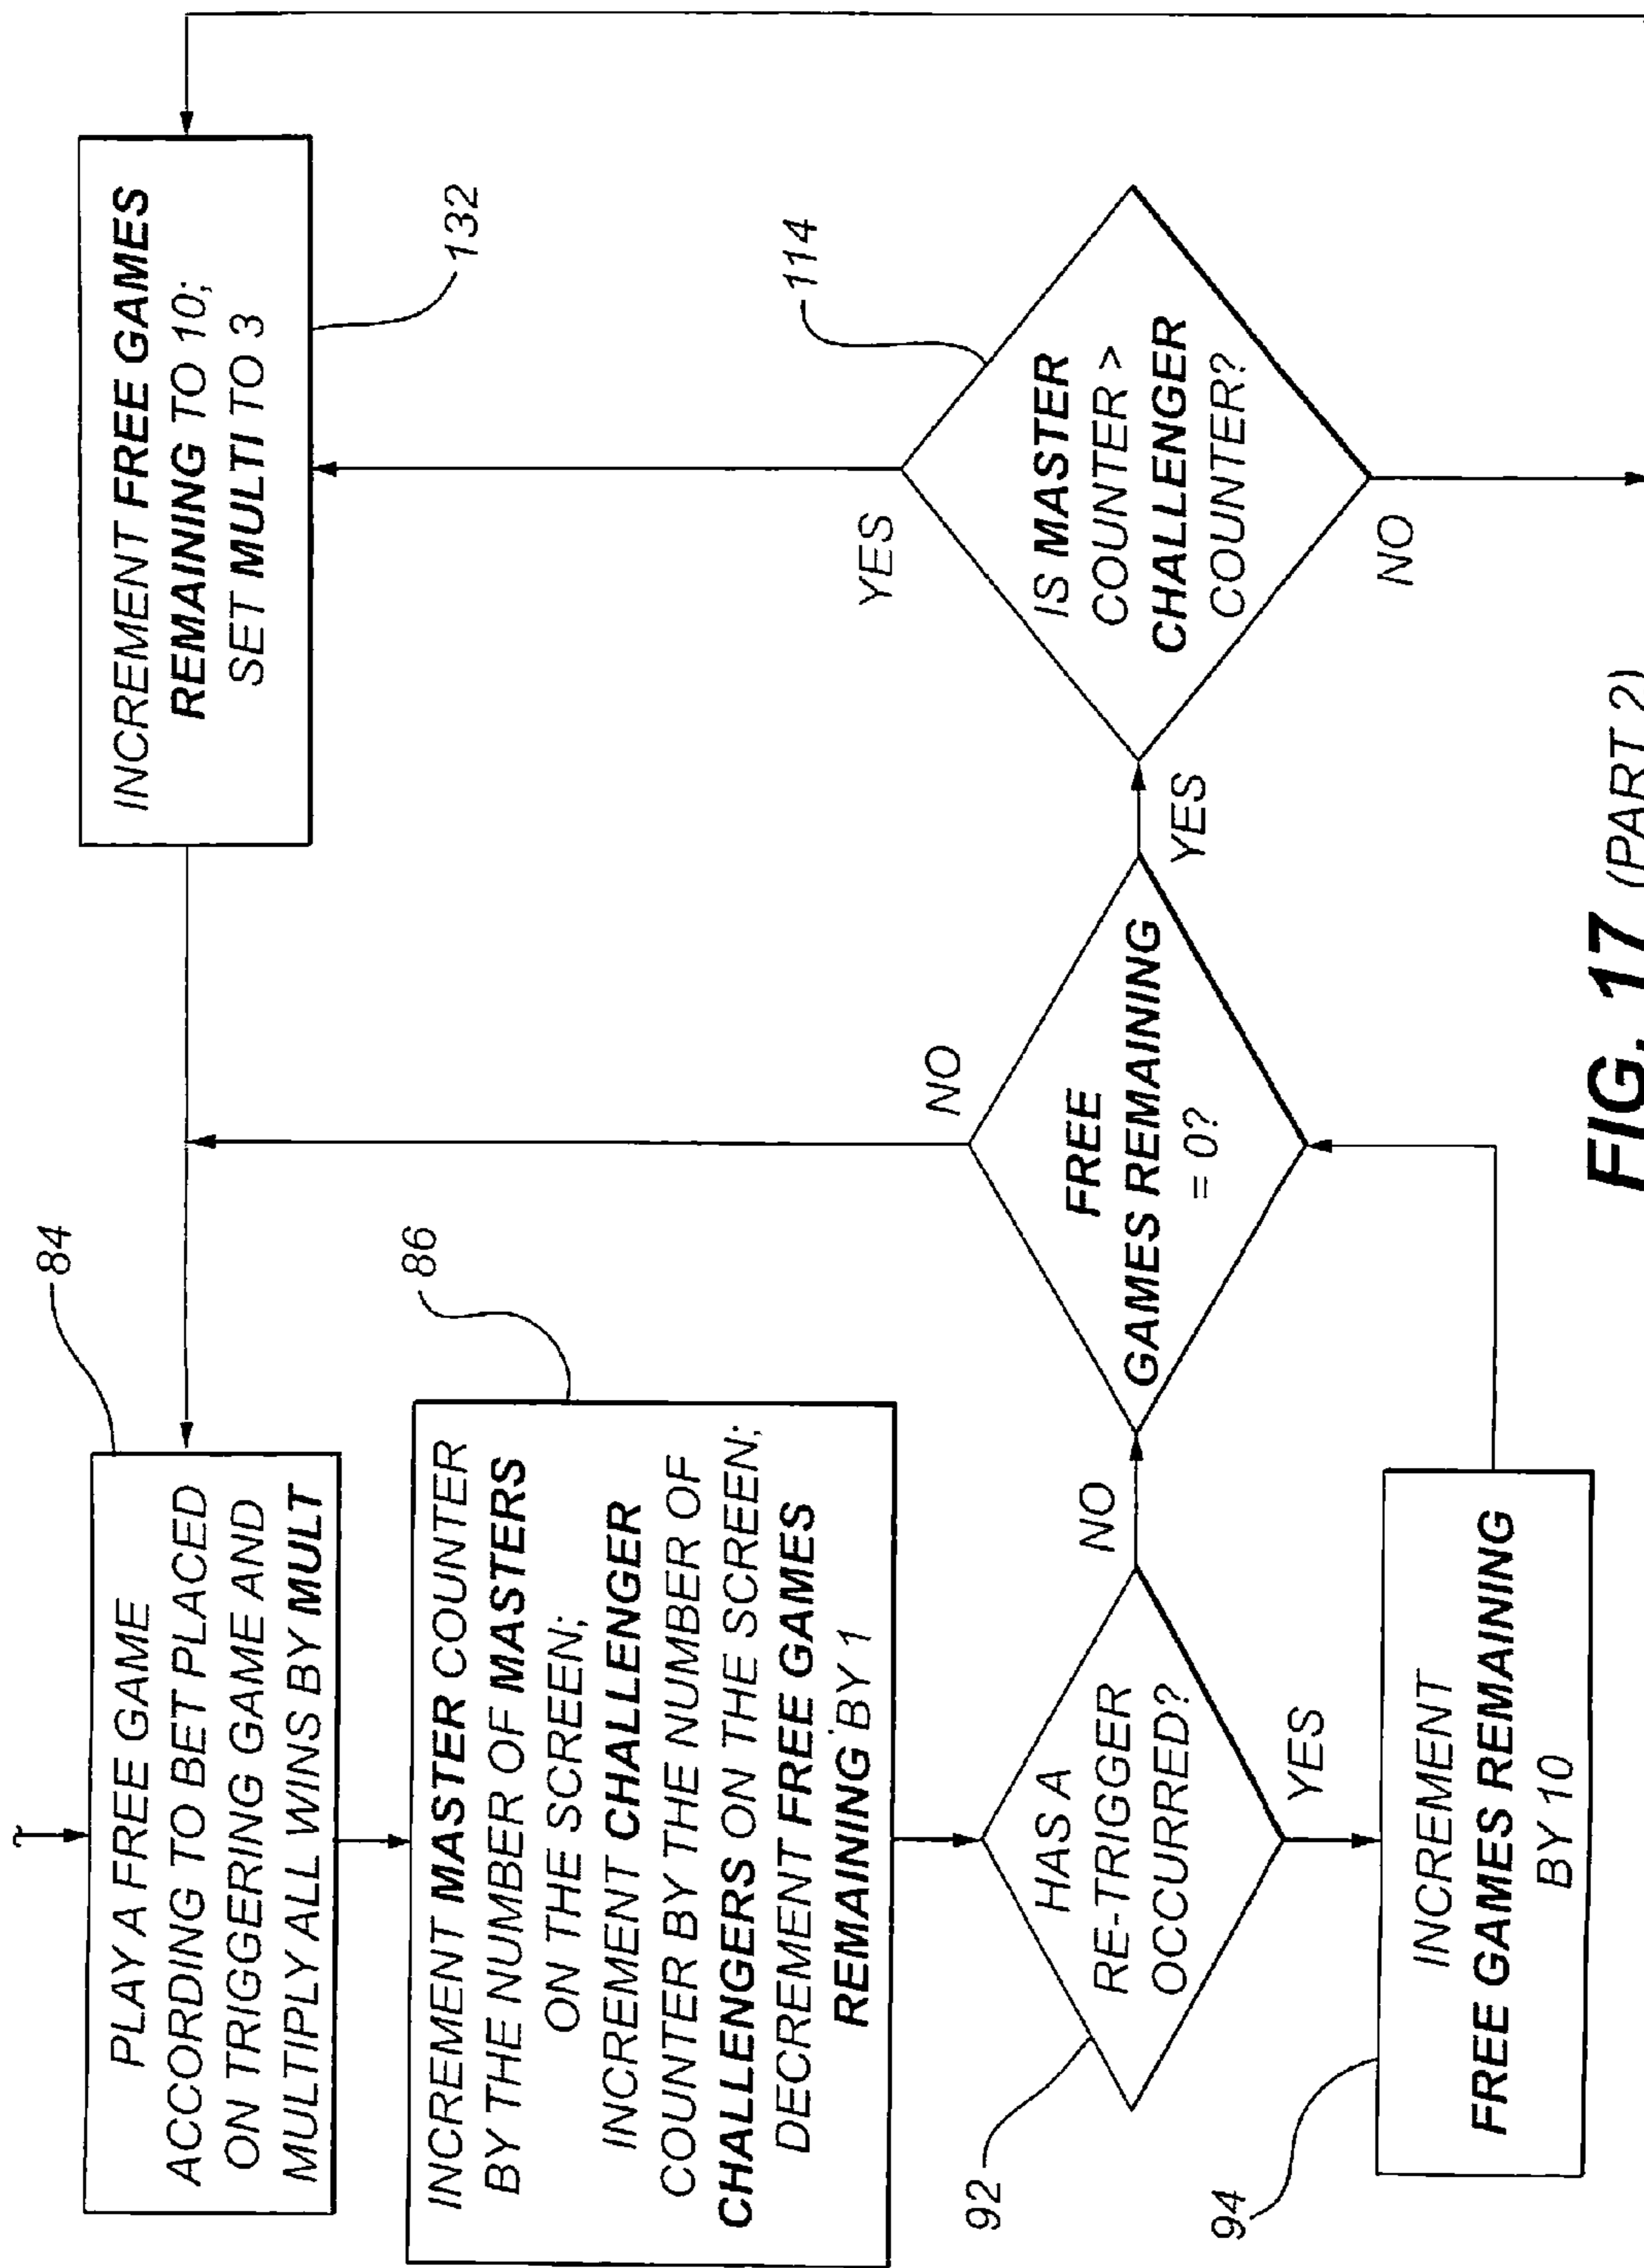 PLAY A FREE GAME
ACCORDING TO BET PLACED
ON TRIGGERING GAME AND
MULTIPLY ALL WINS BY MULT
84
INCREMENT FREE GAMES
REMAINING TO 10;
SET MULTI TO 3
132
INCREMENT MASTER COUNTER
BY THE NUMBER OF MASTERS
ON THE SCREEN;
INCREMENT CHALLENGER
COUNTER BY THE NUMBER OF
CHALLENGERS ON THE SCREEN;
DECREMENT FREE GAMES
REMAINING BY 1
86
HAS A
RE-TRIGGER
OCCURRED?
92
NO
YES
FREE
GAMES REMAINING
= 0?
NO
YES
IS MASTER
COUNTER >
CHALLENGER
COUNTER?
114
YES
NO
INCREMENT
FREE GAMES REMAINING
BY 10
94
FIG. 17 (PART 2)